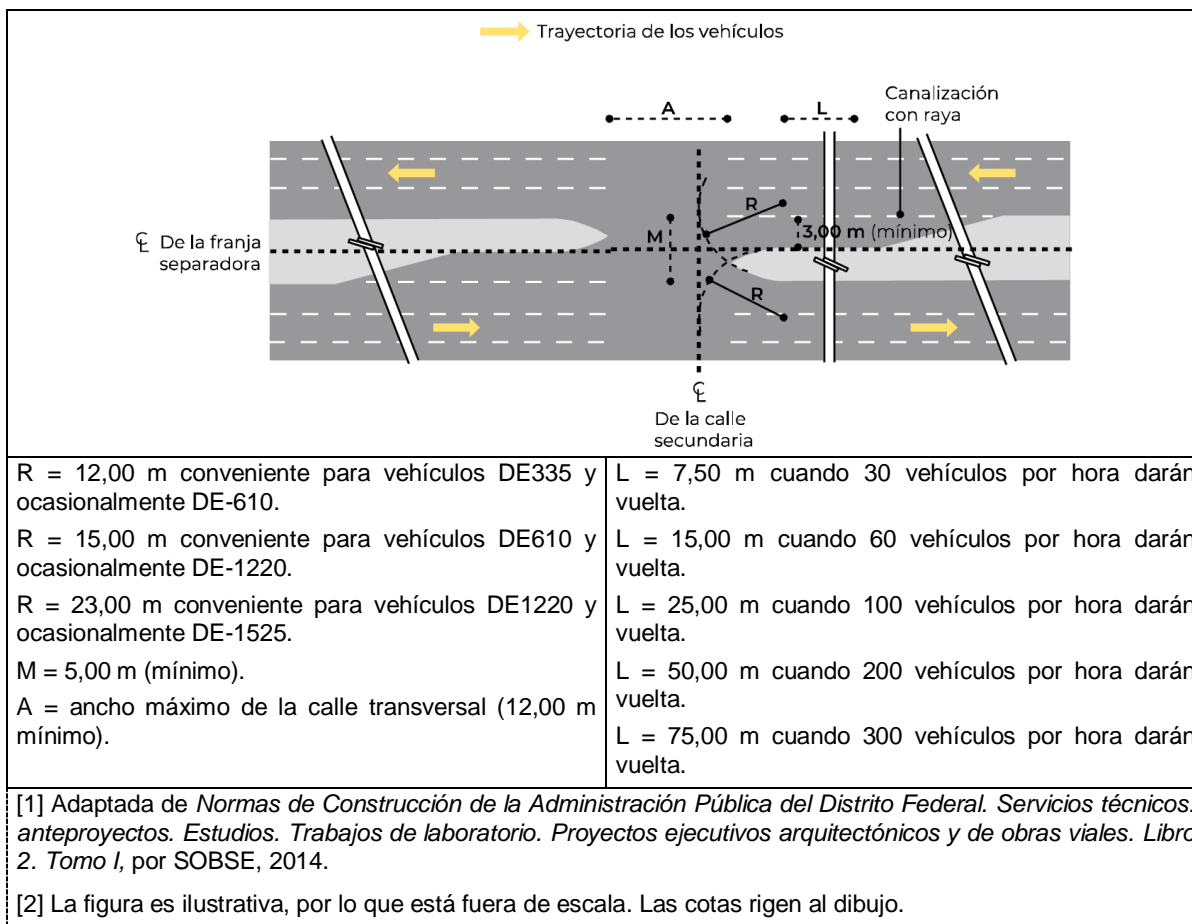 Trayectoria de los vehículos
A
L
Canalización
con raya
R
M
3,00 m (mínimo)
℄ De la franja
separadora
R
℄
De la calle
secundaria
R = 12,00 m conveniente para vehículos DE335 y
ocasionalmente DE-610.
R = 15,00 m conveniente para vehículos DE610 y
ocasionalmente DE-1220.
R = 23,00 m conveniente para vehículos DE1220 y
ocasionalmente DE-1525.
M = 5,00 m (mínimo).
A = ancho máximo de la calle transversal (12,00 m
mínimo).
L = 7,50 m cuando 30 vehículos por hora darán
vuelta.
L = 15,00 m cuando 60 vehículos por hora darán
vuelta.
L = 25,00 m cuando 100 vehículos por hora darán
vuelta.
L = 50,00 m cuando 200 vehículos por hora darán
vuelta.
L = 75,00 m cuando 300 vehículos por hora darán
vuelta.
[1] Adaptada de Normas de Construcción de la Administración Pública del Distrito Federal. Servicios técnicos.
anteproyectos. Estudios. Trabajos de laboratorio. Proyectos ejecutivos arquitectónicos y de obras viales. Libro
2. Tomo I, por SOBSE, 2014.
[2] La figura es ilustrativa, por lo que está fuera de escala. Las cotas rigen al dibujo.